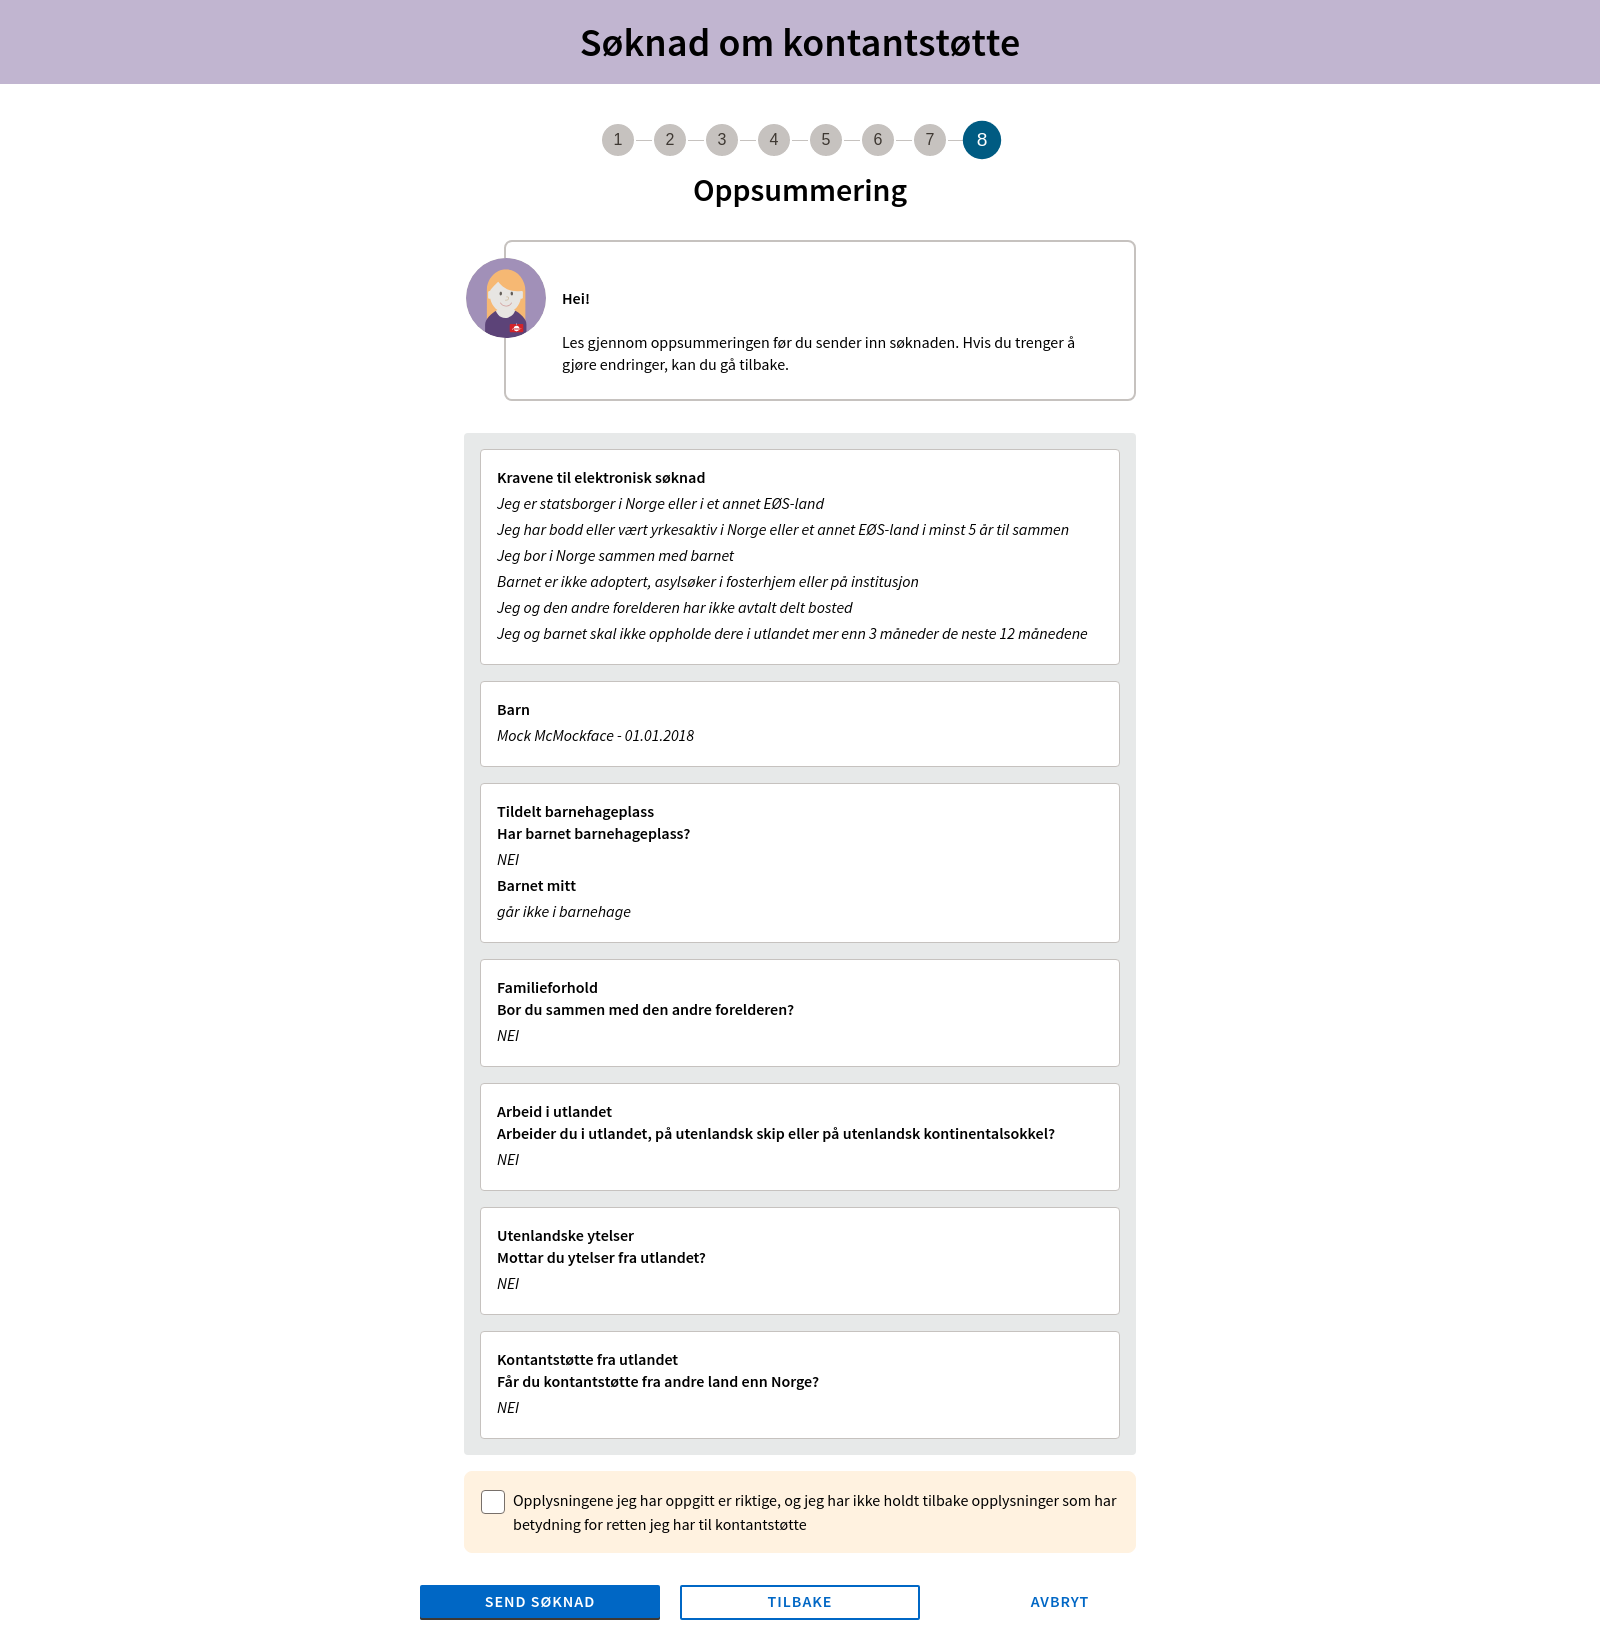 Søknad om kontantstøtte
1 2 3 4 5 6 7 8
Oppsummering
Hei!
Les gjennom oppsummeringen før du sender inn søknaden. Hvis du trenger å
gjøre endringer, kan du gå tilbake.
Kravene til elektronisk søknad
Jeg er statsborger i Norge eller i et annet EØS-land
Jeg har bodd eller vært yrkesaktiv i Norge eller et annet EØS-land i minst 5 år til sammen
Jeg bor i Norge sammen med barnet
Barnet er ikke adoptert, asylsøker i fosterhjem eller på institusjon
Jeg og den andre forelderen har ikke avtalt delt bosted
Jeg og barnet skal ikke oppholde dere i utlandet mer enn 3 måneder de neste 12 månedene
Barn
Mock McMockface - 01.01.2018
Tildelt barnehageplass
Har barnet barnehageplass?
NEI
Barnet mitt
går ikke i barnehage
Familieforhold
Bor du sammen med den andre forelderen?
NEI
Arbeid i utlandet
Arbeider du i utlandet, på utenlandsk skip eller på utenlandsk kontinentalsokkel?
NEI
Utenlandske ytelser
Mottar du ytelser fra utlandet?
NEI
Kontantstøtte fra utlandet
Får du kontantstøtte fra andre land enn Norge?
NEI
Opplysningene jeg har oppgitt er riktige, og jeg har ikke holdt tilbake opplysninger som har
betydning for retten jeg har til kontantstøtte
SEND SØKNAD TILBAKE AVBRYT